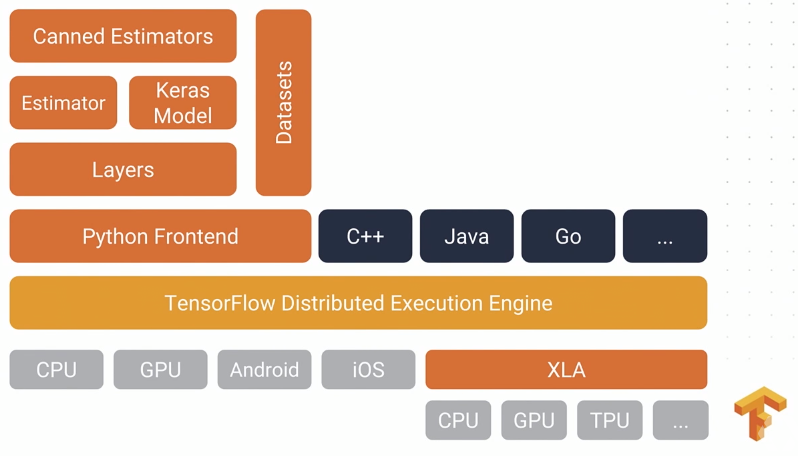 Canned Estimators
Datasets
Estimator
Keras
Model
Layers
Python Frontend
C++
Java
Go
...
TensorFlow Distributed Execution Engine
CPU
GPU
Android
iOS
XLA
CPU
GPU
TPU
...